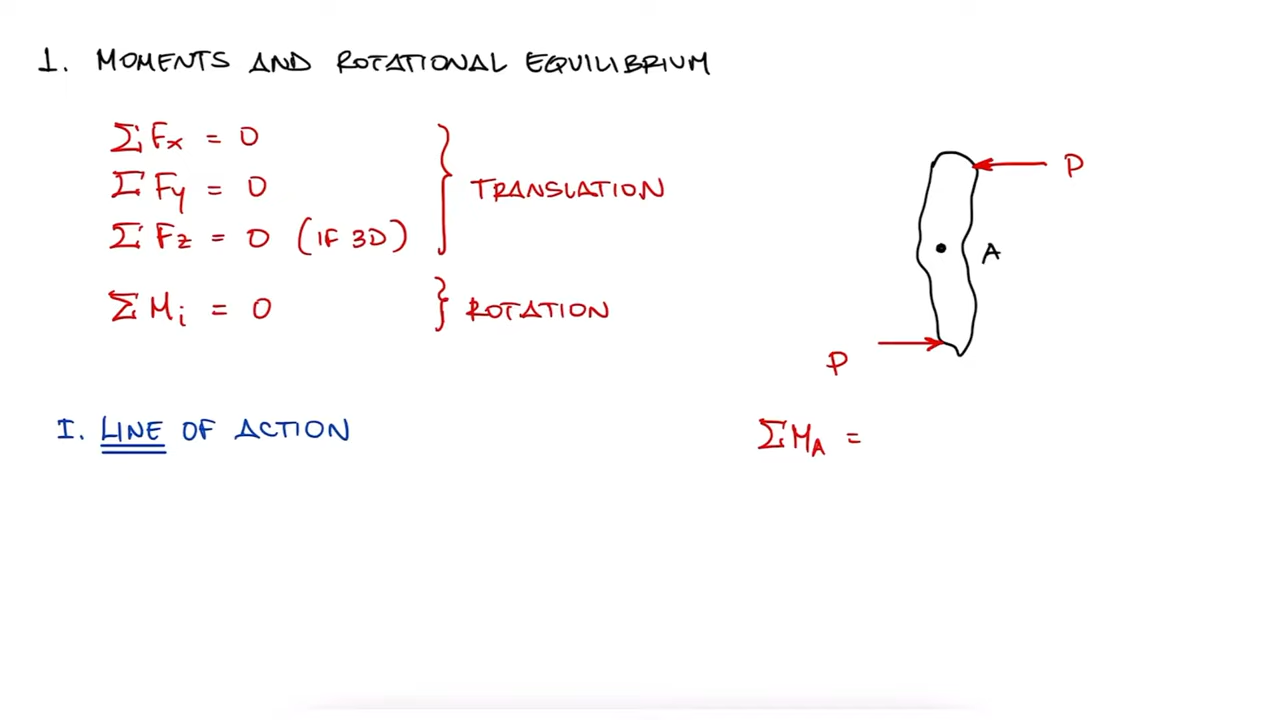 1. MOMENTS AND ROTATIONAL EQUILIBRIUM
ΣFx = 0
ΣFy = 0
TRANSLATION
ΣFz = 0 (IF 3D)
ΣMi = 0
ROTATION
P
A
P
I. LINE OF ACTION
ΣMA =